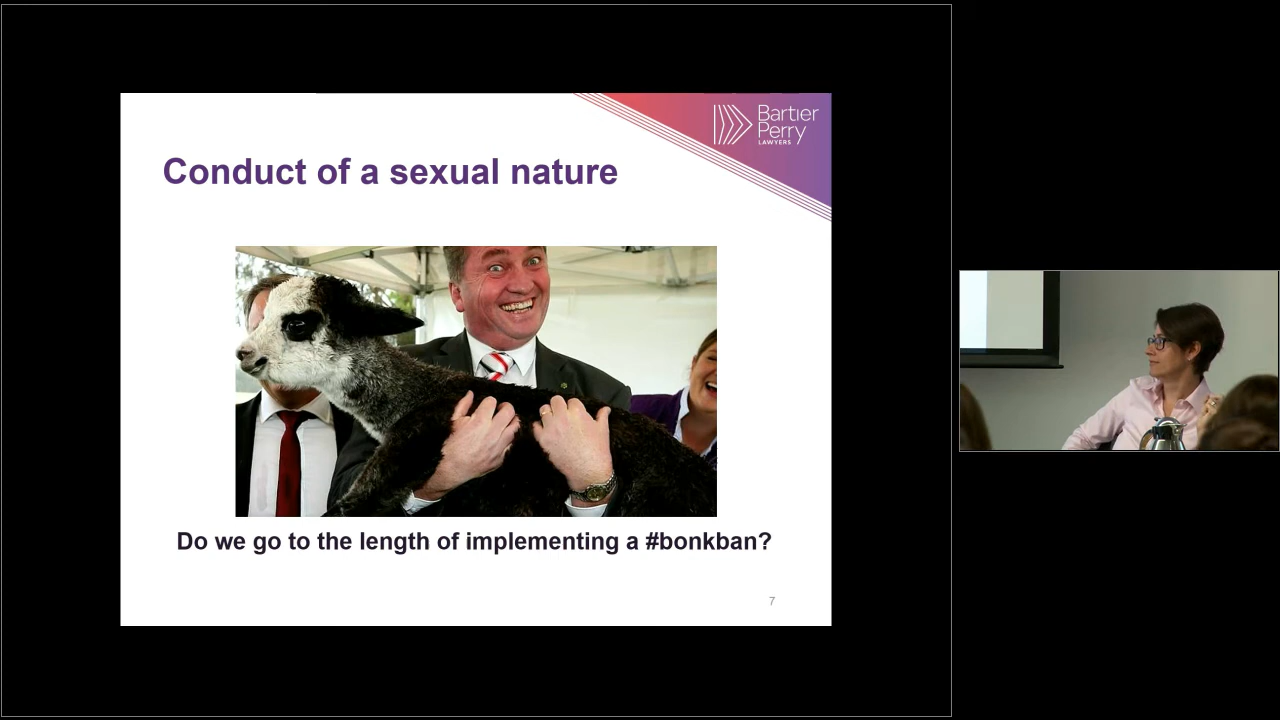 Bartier
Perry
LAWYERS
Conduct of a sexual nature
Do we go to the length of implementing a #bonkban?
7